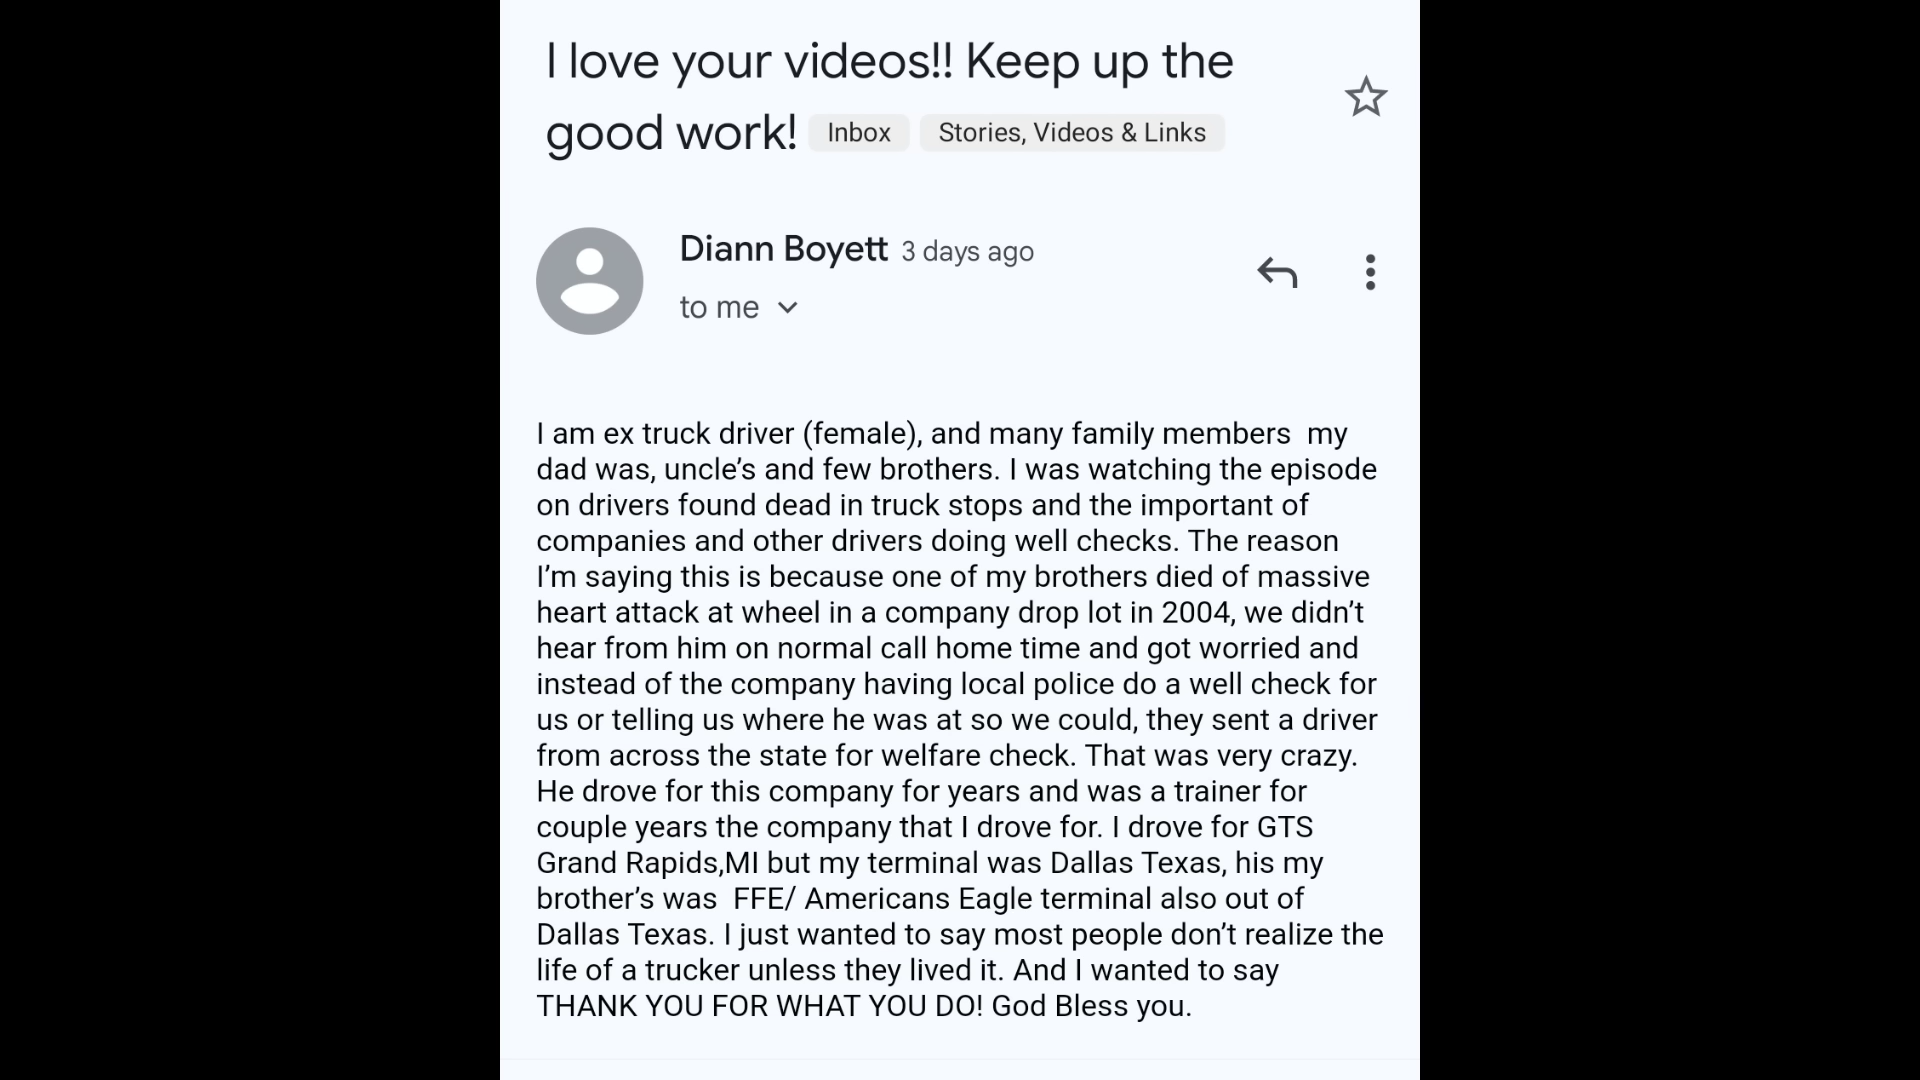 I love your videos!! Keep up the
good work! Inbox Stories, Videos & Links
Diann Boyett 3 days ago
to me
I am ex truck driver (female), and many family members  my
dad was, uncle’s and few brothers. I was watching the episode
on drivers found dead in truck stops and the important of
companies and other drivers doing well checks. The reason
I’m saying this is because one of my brothers died of massive
heart attack at wheel in a company drop lot in 2004, we didn’t
hear from him on normal call home time and got worried and
instead of the company having local police do a well check for
us or telling us where he was at so we could, they sent a driver
from across the state for welfare check. That was very crazy.
He drove for this company for years and was a trainer for
couple years the company that I drove for. I drove for GTS
Grand Rapids,MI but my terminal was Dallas Texas, his my
brother’s was  FFE/ Americans Eagle terminal also out of
Dallas Texas. I just wanted to say most people don’t realize the
life of a trucker unless they lived it. And I wanted to say
THANK YOU FOR WHAT YOU DO! God Bless you.